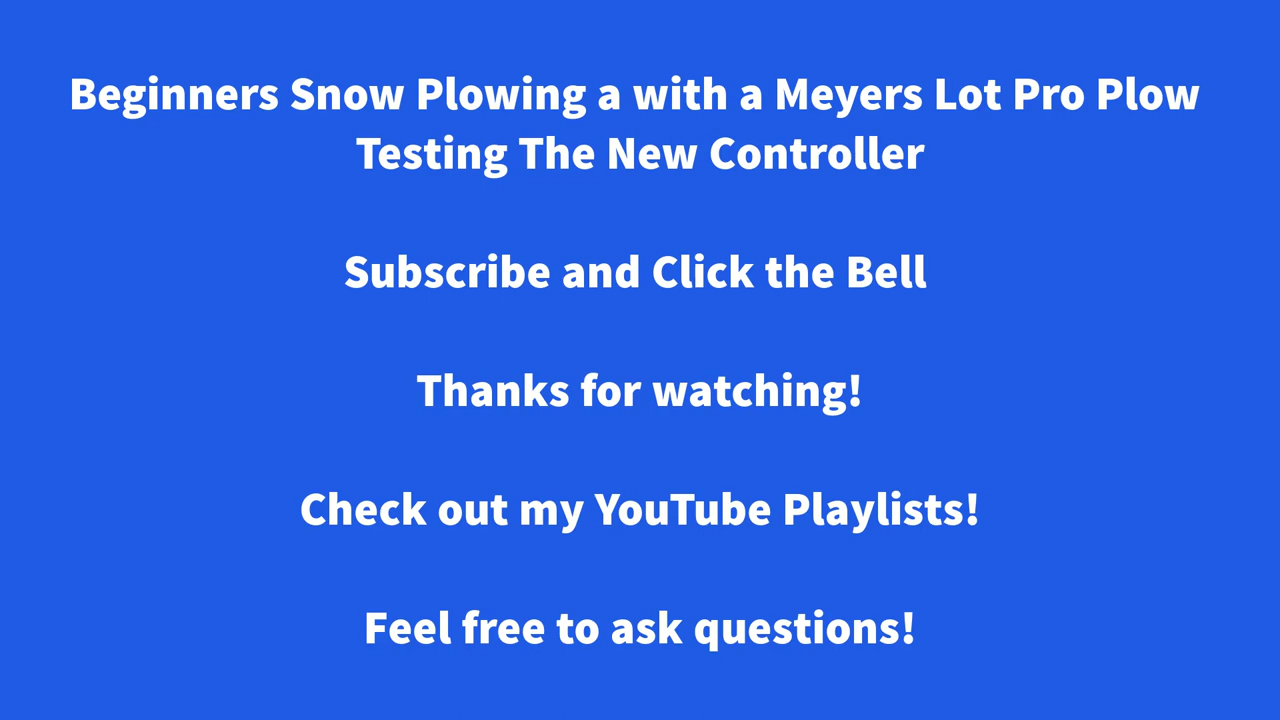 Beginners Snow Plowing a with a Meyers Lot Pro Plow
Testing The New Controller
Subscribe and Click the Bell
Thanks for watching!
Check out my YouTube Playlists!
Feel free to ask questions!